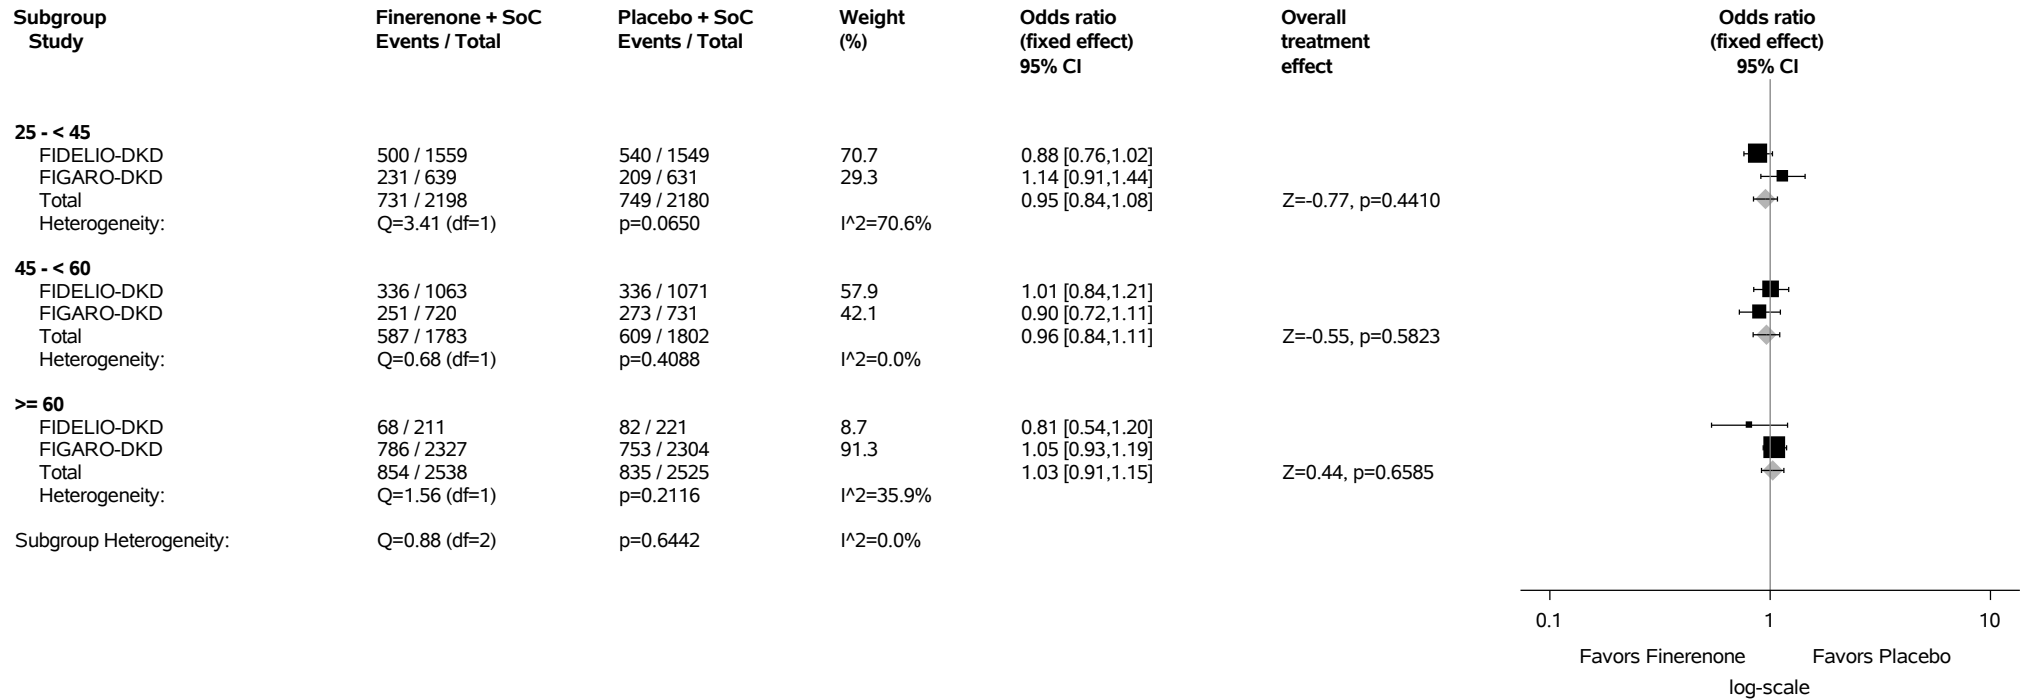 Subgroup Finerenone + SoC Placebo + SoC Weight Odds ratio Overall Odds ratio
Study Events / Total Events / Total (%) (fixed effect) treatment (fixed effect)
95% CI effect 95% CI
25 - < 45
FIDELIO-DKD 500 / 1559 540 / 1549 70.7 0.88 [0.76,1.02]
FIGARO-DKD 231 / 639 209 / 631 29.3 1.14 [0.91,1.44]
Total 731 / 2198 749 / 2180 0.95 [0.84,1.08] Z=-0.77, p=0.4410
Heterogeneity: Q=3.41 (df=1) p=0.0650 I^2=70.6%
45 - < 60
FIDELIO-DKD 336 / 1063 336 / 1071 57.9 1.01 [0.84,1.21]
FIGARO-DKD 251 / 720 273 / 731 42.1 0.90 [0.72,1.11]
Total 587 / 1783 609 / 1802 0.96 [0.84,1.11] Z=-0.55, p=0.5823
Heterogeneity: Q=0.68 (df=1) p=0.4088 I^2=0.0%
>= 60
FIDELIO-DKD 68 / 211 82 / 221 8.7 0.81 [0.54,1.20]
FIGARO-DKD 786 / 2327 753 / 2304 91.3 1.05 [0.93,1.19]
Total 854 / 2538 835 / 2525 1.03 [0.91,1.15] Z=0.44, p=0.6585
Heterogeneity: Q=1.56 (df=1) p=0.2116 I^2=35.9%
Subgroup Heterogeneity: Q=0.88 (df=2) p=0.6442 I^2=0.0%
0.1 1 10
Favors Finerenone Favors Placebo
log-scale